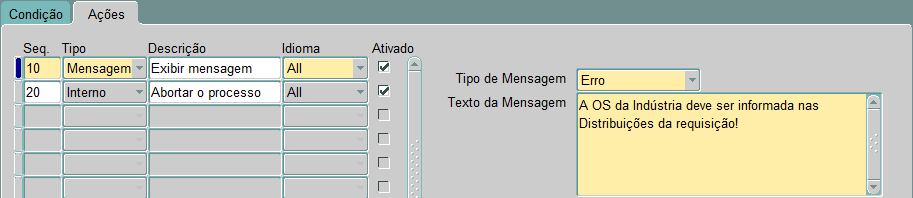 Condição Ações
Seq. Tipo Descrição Idioma Ativado
10 Mensagem Exibir mensagem All
20 Interno Abortar o processo All
Tipo de Mensagem Erro
Texto da Mensagem A OS da Indústria deve ser informada nas
Distribuições da requisição!